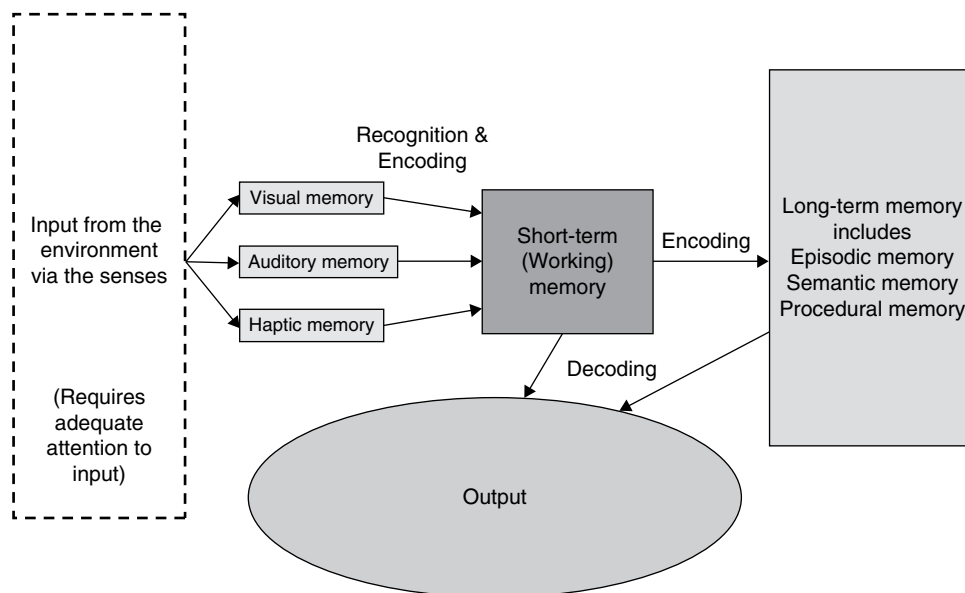 Input from the
environment
via the senses
(Requires
adequate
attention to
input)
Visual memory
Auditory memory
Haptic memory
Recognition &
Encoding
Short-term
(Working)
memory
Encoding
Long-term memory
includes
Episodic memory
Semantic memory
Procedural memory
Decoding
Output